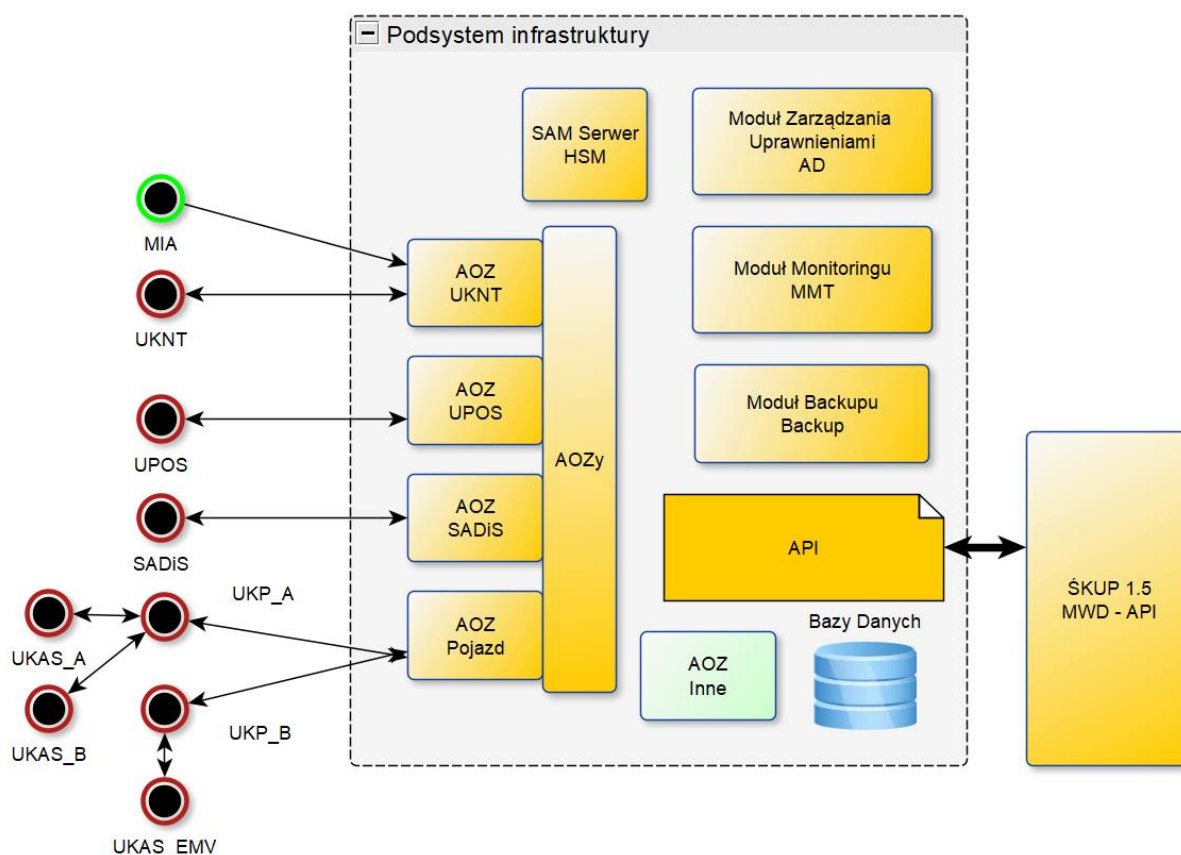 Podsystem infrastruktury
SAM Serwer
HSM
Moduł Zarządzania
Uprawnieniami
AD
MIA
AOZ
UKNT
Moduł Monitoringu
MMT
UKNT
AOZ
UPOS
Moduł Backupu
Backup
UPOS
AOZy
AOZ
SADiS
API
SADiS
ŚKUP 1.5
MWD - API
UKP_A
AOZ
Pojazd
Bazy Danych
UKAS_A
AOZ
Inne
UKP_B
UKAS_B
UKAS_EMV